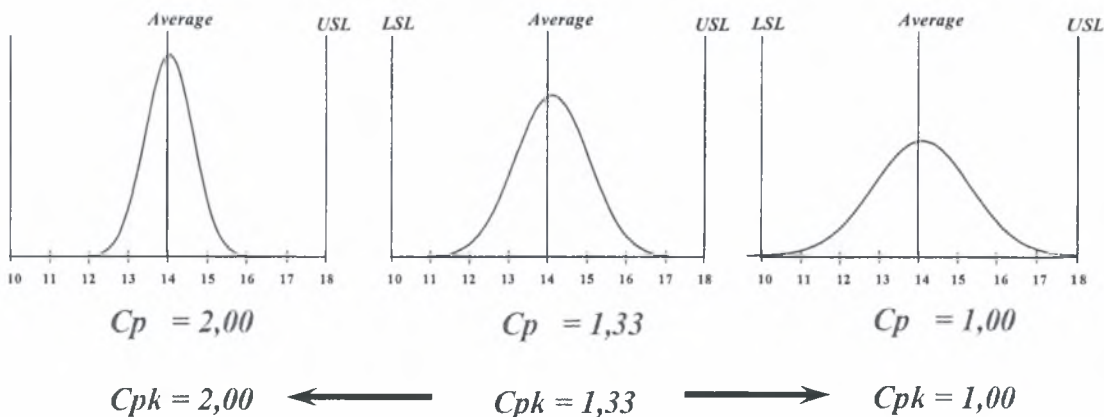 Average USL LSL Average USL LSL Average USL
10 11 12 13 14 15 16 17 18 10 11 12 13 14 15 16 17 18 10 11 12 13 14 15 16 17 18
Cp = 2,00 Cp = 1,33 Cp = 1,00
Cpk = 2,00 Cpk = 1,33 Cpk = 1,00